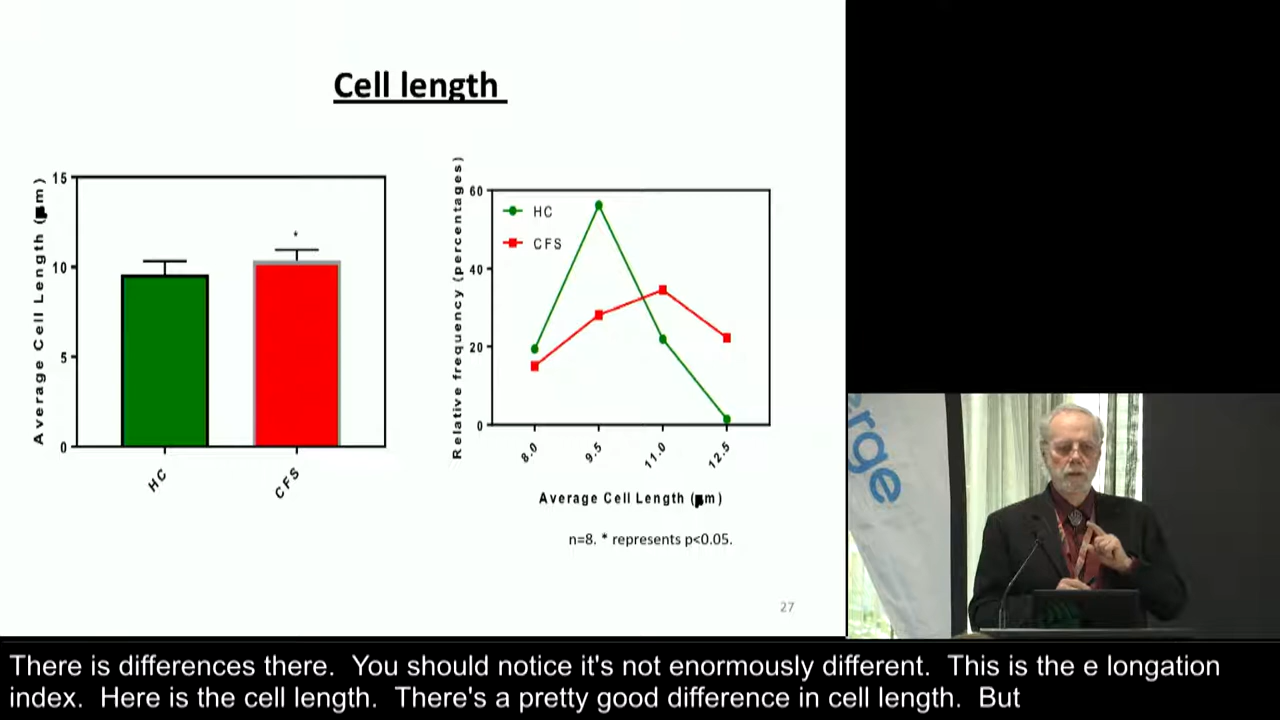 Cell length
Average Cell Length (μm)
15
10
5
0
*
HC
CFS
Relative frequency (percentages)
60
40
20
0
HC
CFS
8.0
9.5
11.0
12.5
Average Cell Length (μm)
n=8. * represents p<0.05.
27
erge
There is differences there. You should notice it's not enormously different. This is the e longation
index. Here is the cell length. There's a pretty good difference in cell length. But